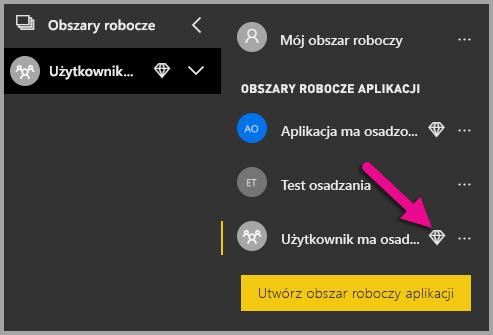 Obszary robocze
Użytkownik...
Mój obszar roboczy
OBSZARY ROBOCZE APLIKACJI
AO Aplikacja ma osadzo...
ET Test osadzania
Użytkownik ma osad...
Utwórz obszar roboczy aplikacji